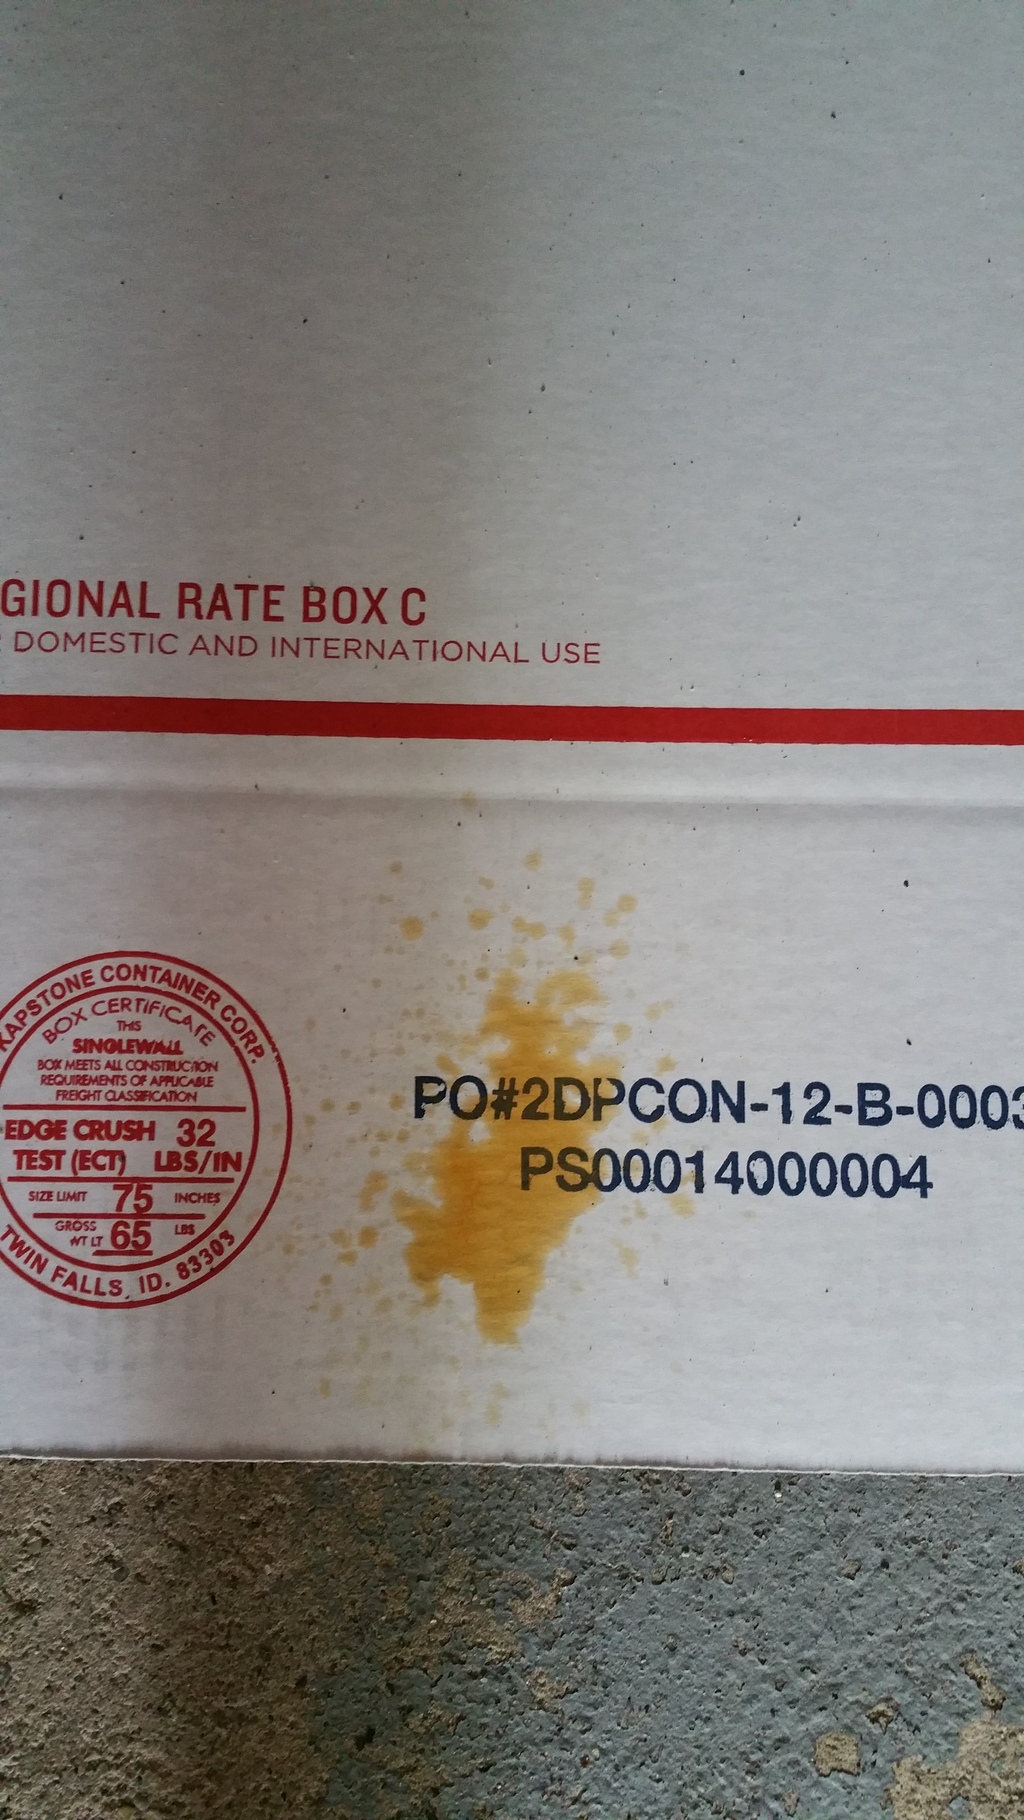 GIONAL RATE BOX C
DOMESTIC AND INTERNATIONAL USE
KAPSTONE CONTAINER CORP.
BOX CERTIFICATE
THIS
SINGLEWALL
BOX MEETS ALL CONSTRUCTION
REQUIREMENTS OF APPLICABLE
FREIGHT CLASSIFICATION
EDGE CRUSH 32
TEST (ECT) LBS/IN
SIZE LIMIT 75 INCHES
GROSS
WT LT 65 LBS
TWIN FALLS, ID. 83303
PO#2DPCON-12-B-0003
PS00014000004